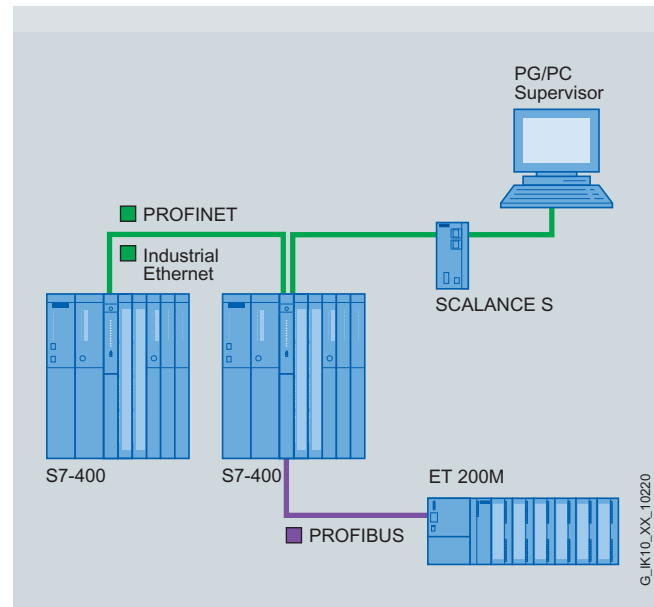 PG/PC
Supervisor
PROFINET
Industrial
Ethernet
SCALANCE S
S7-400
S7-400
ET 200M
PROFIBUS
G_IK10_XX_10220